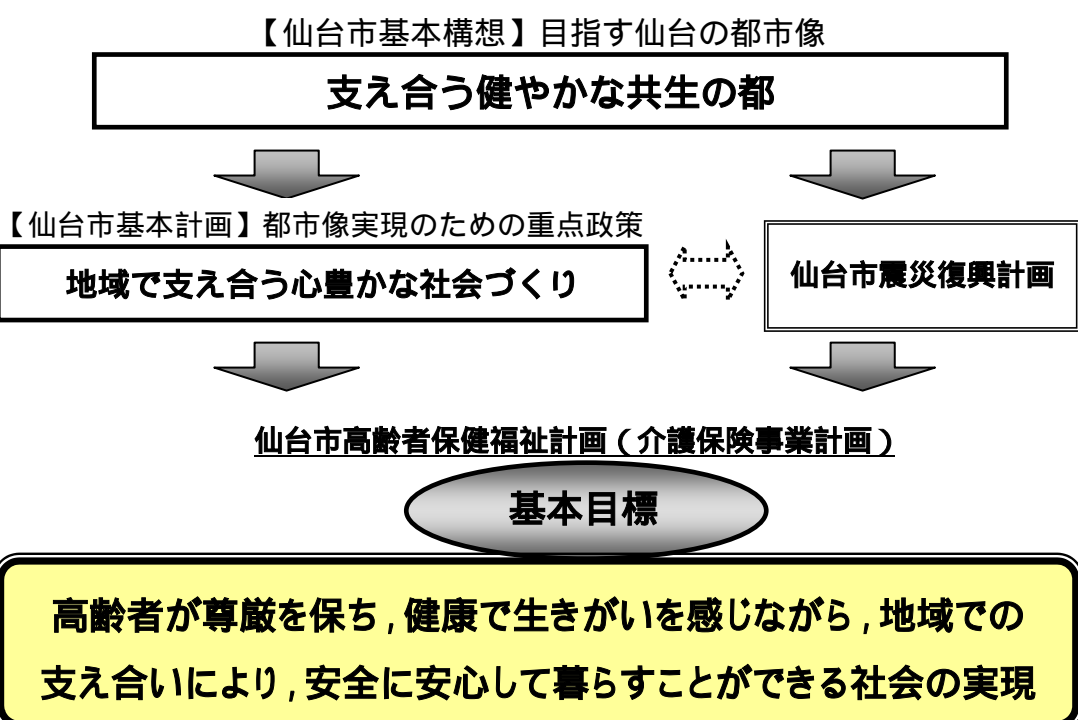 【仙台市基本構想】目指す仙台の都市像
支え合う健やかな共生の都
【仙台市基本計画】都市像実現のための重点政策
地域で支え合う心豊かな社会づくり
仙台市震災復興計画
仙台市高齢者保健福祉計画（介護保険事業計画）
基本目標
高齢者が尊厳を保ち,健康で生きがいを感じながら,地域での
支え合いにより,安全に安心して暮らすことができる社会の実現